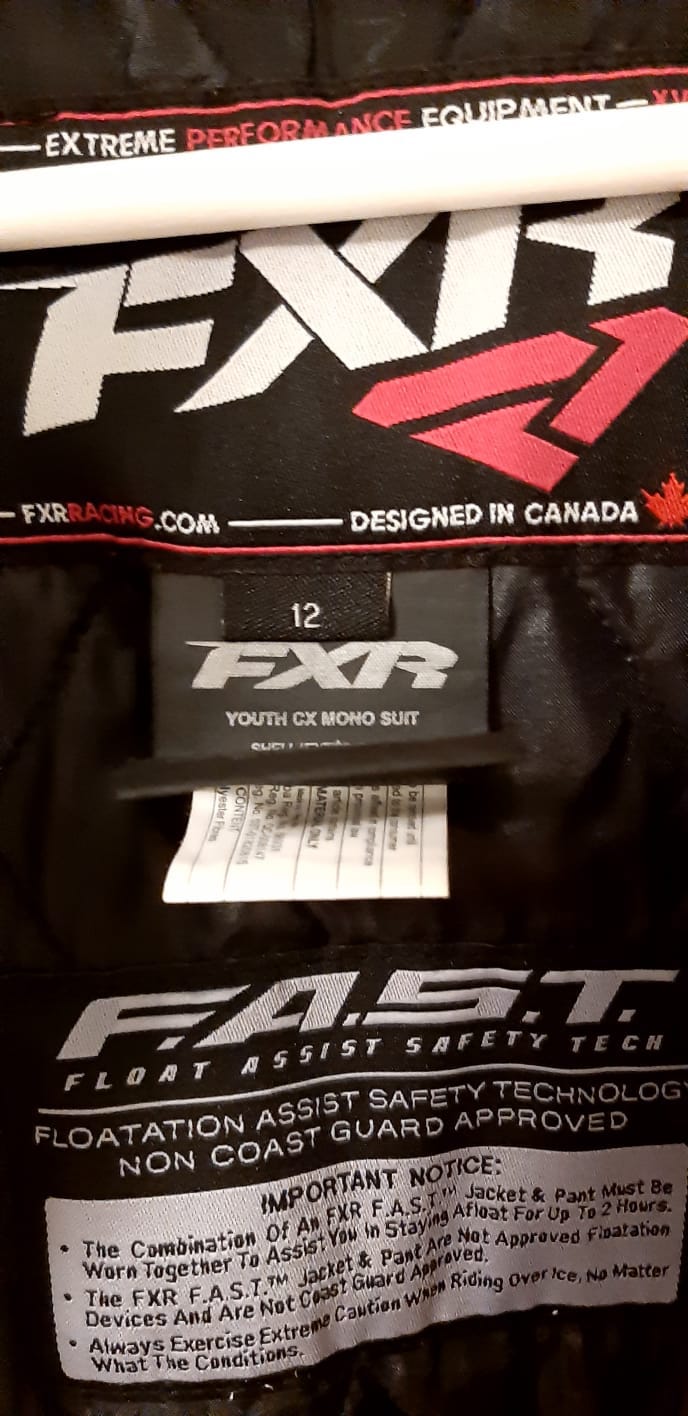 — EXTREME PERFORMANCE EQUIPMENT — XV
FXR
— FXRRACING.COM — DESIGNED IN CANADA
12
FXR
YOUTH CX MONO SUIT
F.A.S.T.
FLOAT ASSIST SAFETY TECH
FLOATATION ASSIST SAFETY TECHNOLOG
NON COAST GUARD APPROVED
IMPORTANT NOTICE:
• The Combination Of An FXR F.A.S.T.™ Jacket & Pant Must Be
Worn Together To Assist You In Staying Afloat For Up To 2 Hours.
• The FXR F.A.S.T.™ Jacket & Pant Are Not Approved Floatation
Devices And Are Not Coast Guard Approved.
• Always Exercise Extreme Caution When Riding Over Ice, No Matter
What The Conditions.